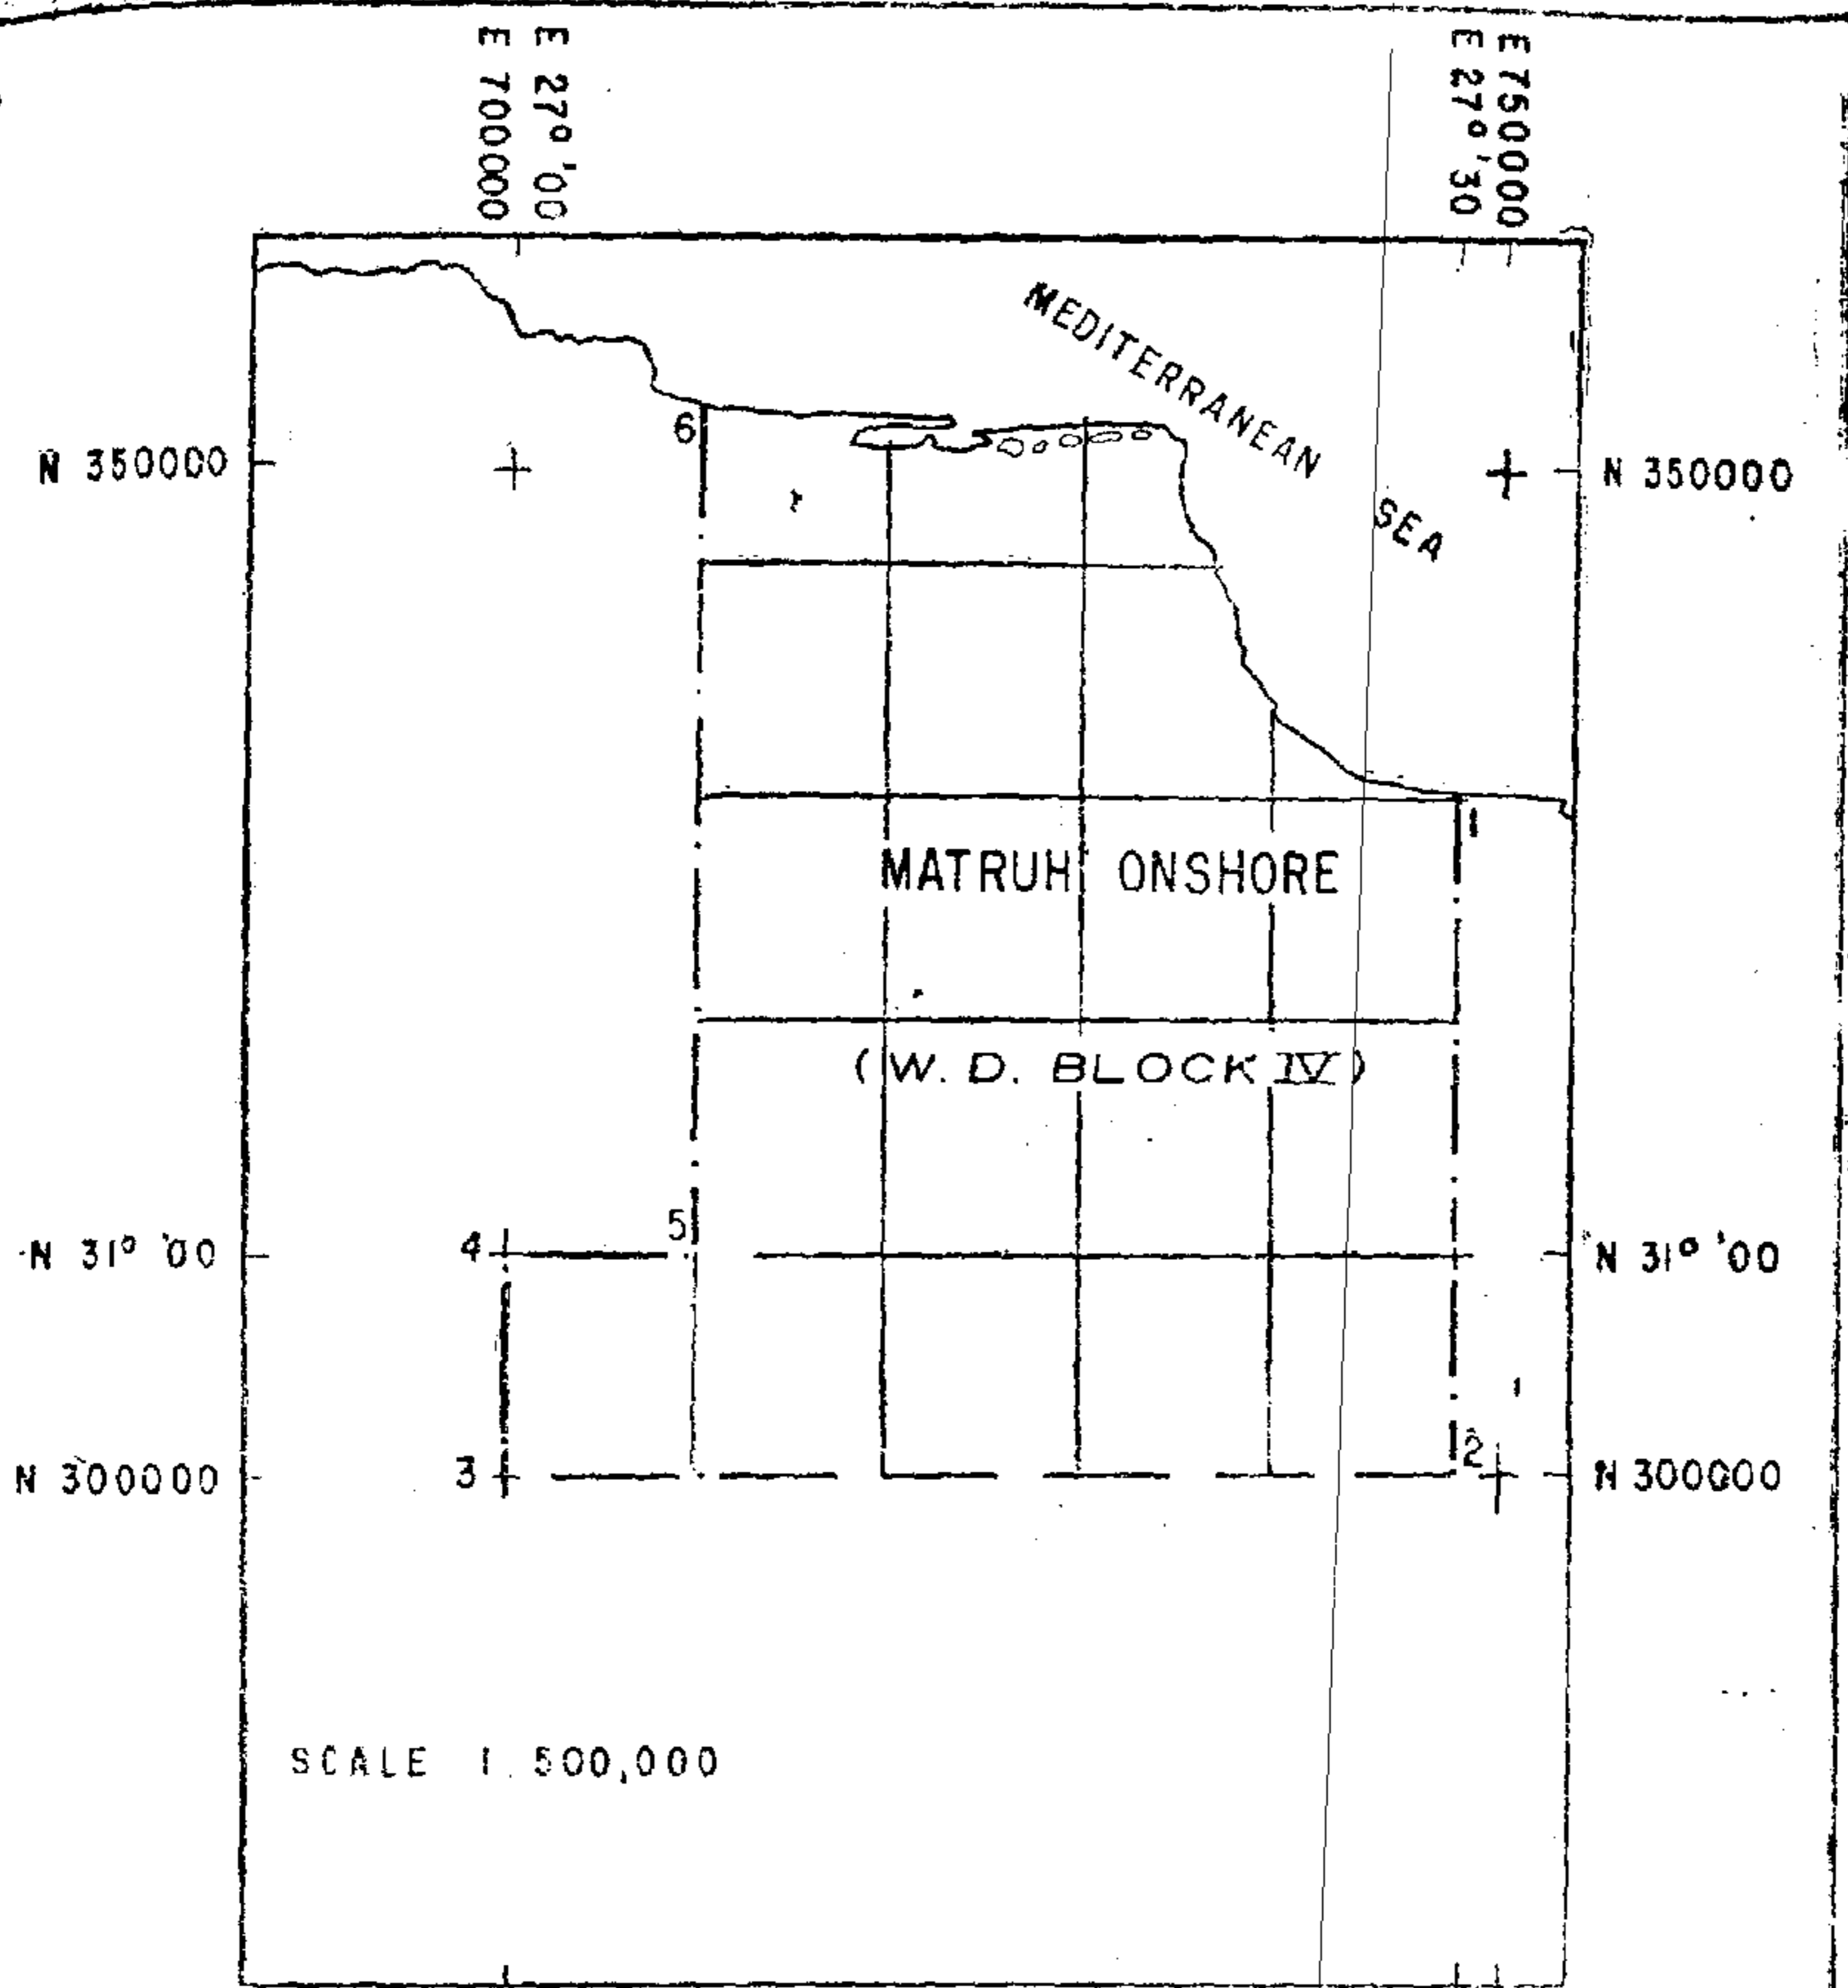 E 700000
E 27° '00
E 27° '30
E 750000
MEDITERRANEAN SEA
6
N 350000
N 350000
1
MATRUH ONSHORE
(W. D. BLOCK IV)
5
4
N 31° '00
N 31° '00
2
3
N 300000
N 300000
SCALE 1 500,000